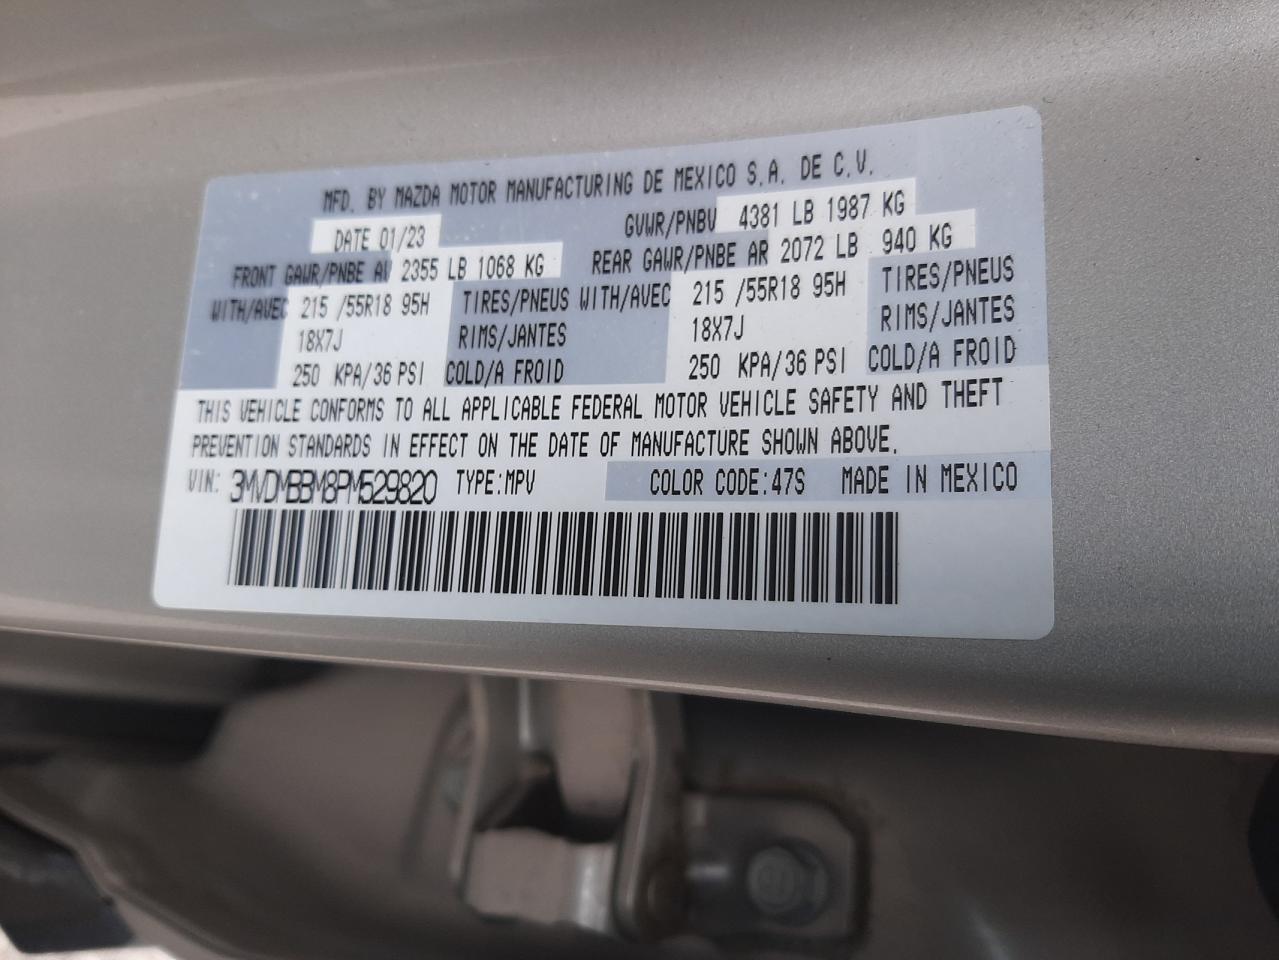 MFD. BY MAZDA MOTOR MANUFACTURING DE MEXICO S.A. DE C.V.
DATE 01/23 GVWR/PNBV 4381 LB 1987 KG
FRONT GAWR/PNBE AV 2355 LB 1068 KG REAR GAWR/PNBE AR 2072 LB 940 KG
WITH/AVEC 215 /55R18 95H TIRES/PNEUS WITH/AVEC 215 /55R18 95H TIRES/PNEUS
18X7J RIMS/JANTES 18X7J RIMS/JANTES
250 KPA/36 PSI COLD/A FROID 250 KPA/36 PSI COLD/A FROID
THIS VEHICLE CONFORMS TO ALL APPLICABLE FEDERAL MOTOR VEHICLE SAFETY AND THEFT
PREVENTION STANDARDS IN EFFECT ON THE DATE OF MANUFACTURE SHOWN ABOVE.
VIN: 3MVDMBBM8PM529820 TYPE:MPV COLOR CODE:47S MADE IN MEXICO